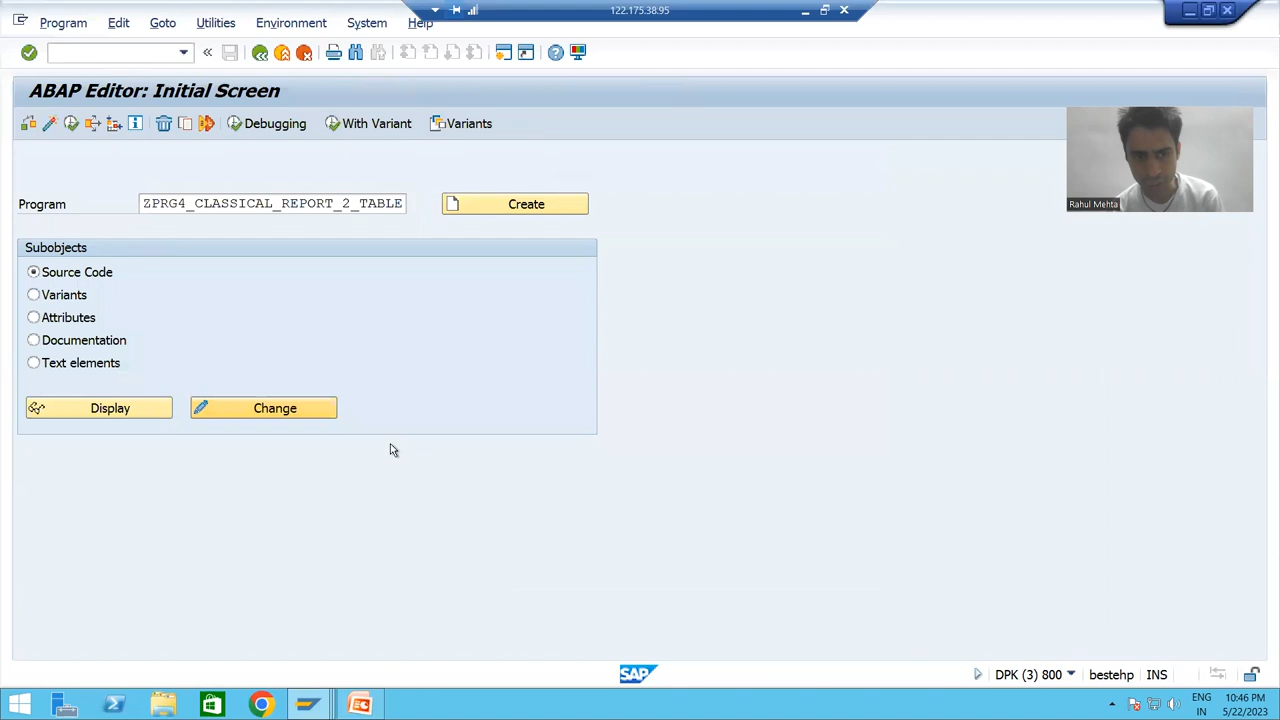 122.175.38.95
Program Edit Goto Utilities Environment System Help
ABAP Editor: Initial Screen
Debugging With Variant Variants
Rahul Mehta
Program ZPRG4_CLASSICAL_REPORT_2_TABLE Create
Subobjects
Source Code
Variants
Attributes
Documentation
Text elements
Display Change
SAP
DPK (3) 800 bestehp INS
ENG 10:46 PM
IN 5/22/2023